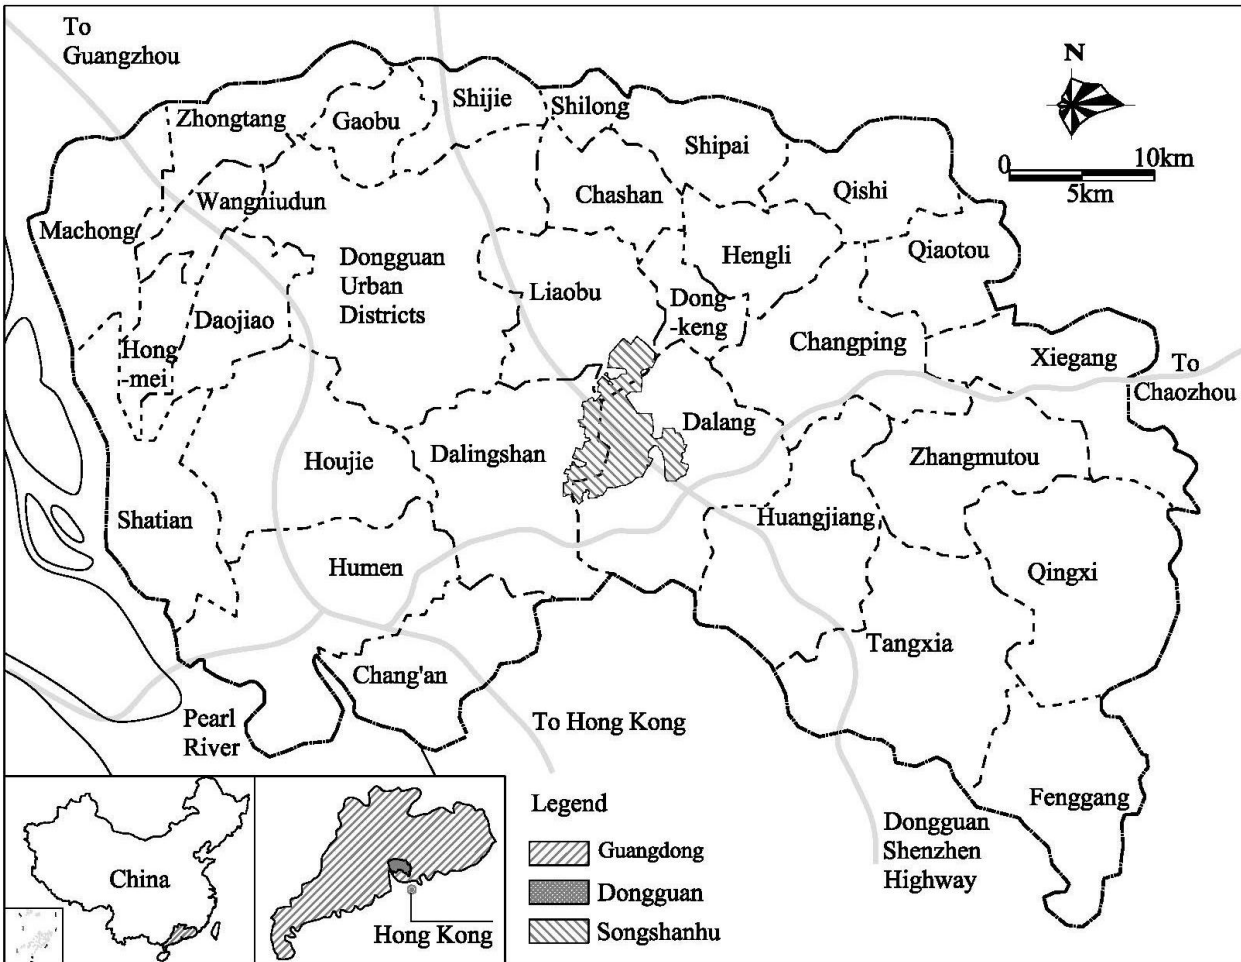 To
Guangzhou
N
0
10km
5km
Zhongtang
Gaobu
Shijie
Shilong
Shipai
Qishi
Machong
Wangniudun
Chashan
Hengli
Qiaotou
Dongguan
Urban
Districts
Liaobu
Dong
-keng
Daojiao
Hong
-mei
Changping
Xiegang
To
Chaozhou
Houjie
Dalingshan
Dalang
Zhangmutou
Shatian
Humen
Huangjiang
Qingxi
Chang'an
Tangxia
Pearl
River
To Hong Kong
Fenggang
Dongguan
Shenzhen
Highway
China
Hong Kong
Legend
Guangdong
Dongguan
Songshanhu